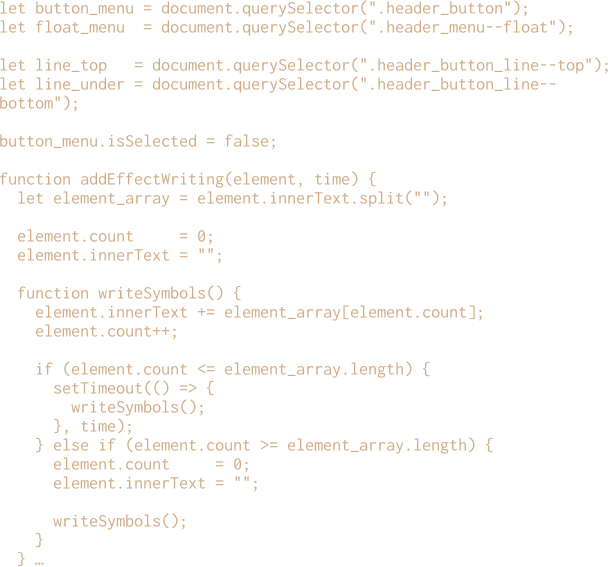 let button_menu = document.querySelector(".header_button");
let float_menu  = document.querySelector(".header_menu--float");

let line_top   = document.querySelector(".header_button_line--top");
let line_under = document.querySelector(".header_button_line--
bottom");

button_menu.isSelected = false;

function addEffectWriting(element, time) {
  let element_array = element.innerText.split("");

  element.count     = 0;
  element.innerText = "";

  function writeSymbols() {
    element.innerText += element_array[element.count];
    element.count++;

    if (element.count <= element_array.length) {
      setTimeout(() => {
        writeSymbols();
      }, time);
    } else if (element.count >= element_array.length) {
      element.count     = 0;
      element.innerText = "";

      writeSymbols();
    }
  } …